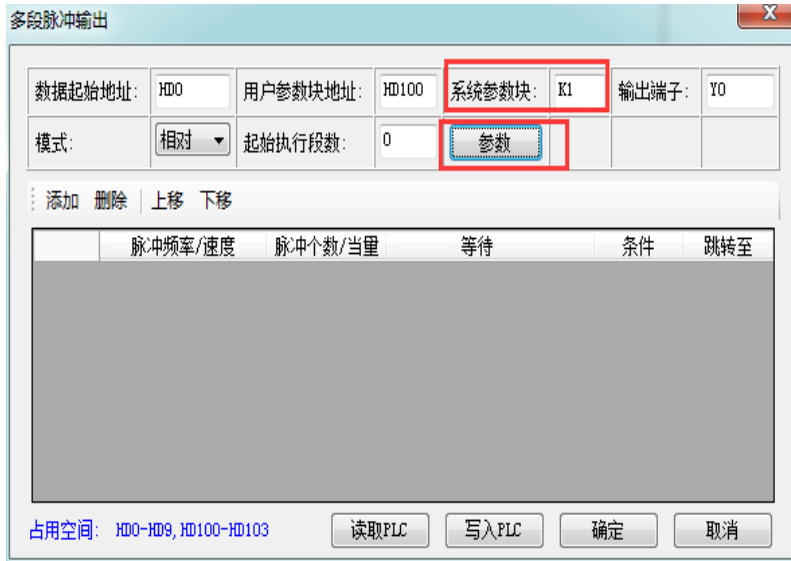 多段脉冲输出
X
数据起始地址: HD0 用户参数块地址: HD100 系统参数块: K1 输出端子: Y0
模式: 相对 起始执行段数: 0 参数
添加 删除 上移 下移
脉冲频率/速度 脉冲个数/当量 等待 条件 跳转至
占用空间: HD0-HD9,HD100-HD103 读取PLC 写入PLC 确定 取消